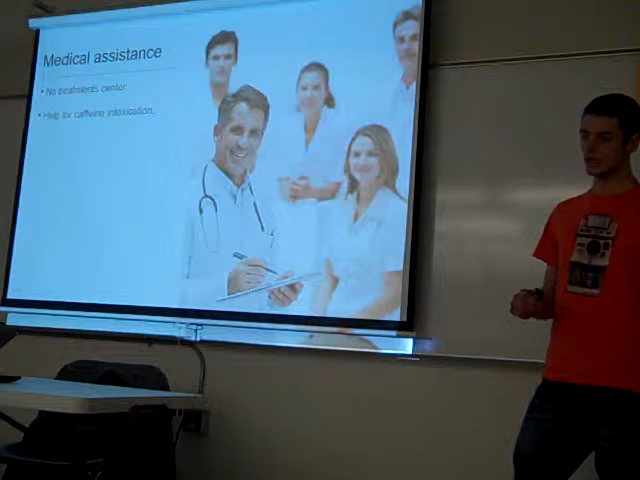 Medical assistance
• No treatments center.
• Help for caffeine intoxication.